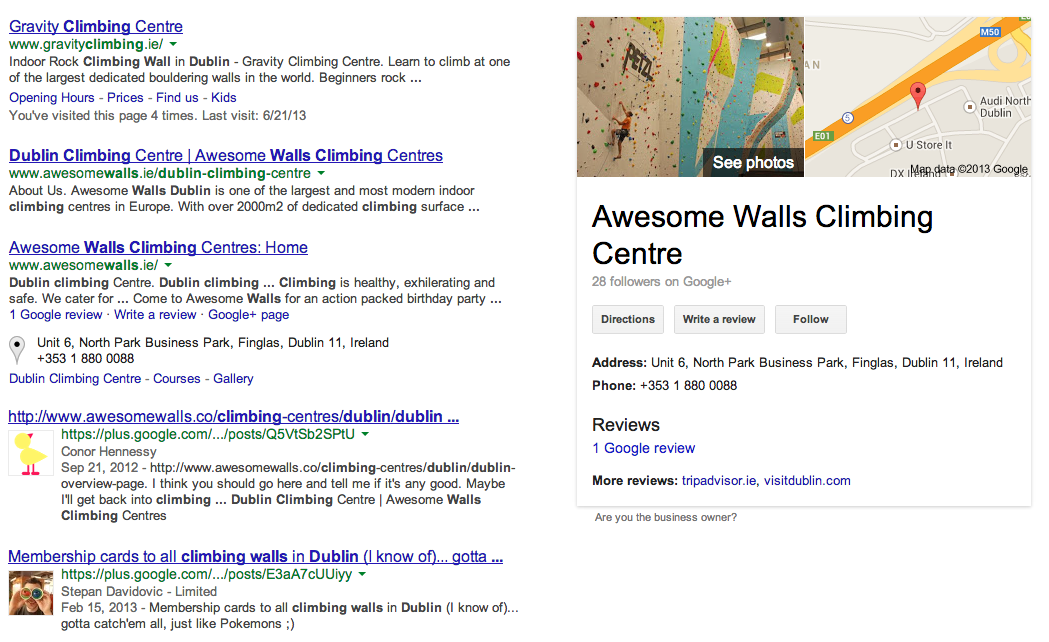 Gravity Climbing Centre
www.gravityclimbing.ie/
Indoor Rock Climbing Wall in Dublin - Gravity Climbing Centre. Learn to climb at one
of the largest dedicated bouldering walls in the world. Beginners rock ...
Opening Hours - Prices - Find us - Kids
You've visited this page 4 times. Last visit: 6/21/13
Dublin Climbing Centre | Awesome Walls Climbing Centres
www.awesomewalls.ie/dublin-climbing-centre
About Us. Awesome Walls Dublin is one of the largest and most modern indoor
climbing centres in Europe. With over 2000m2 of dedicated climbing surface ...
Awesome Walls Climbing Centres: Home
www.awesomewalls.ie/
Dublin climbing Centre. Dublin climbing ... Climbing is healthy, exhilerating and
safe. We cater for ... Come to Awesome Walls for an action packed birthday party ...
1 Google review · Write a review · Google+ page
Unit 6, North Park Business Park, Finglas, Dublin 11, Ireland
+353 1 880 0088
Dublin Climbing Centre - Courses - Gallery
http://www.awesomewalls.co/climbing-centres/dublin/dublin ...
https://plus.google.com/.../posts/Q5VtSb2SPtU
Conor Hennessy
Sep 21, 2012 - http://www.awesomewalls.co/climbing-centres/dublin/dublin-
overview-page. I think you should go here and tell me if it's any good. Maybe
I'll get back into climbing ... Dublin Climbing Centre | Awesome Walls
Climbing Centres
Membership cards to all climbing walls in Dublin (I know of)... gotta ...
https://plus.google.com/.../posts/E3aA7cUUiyy
Stepan Davidovic - Limited
Feb 15, 2013 - Membership cards to all climbing walls in Dublin (I know of)...
gotta catch'em all, just like Pokemons ;)
PETZL
See photos
M50
A N
Audi North
Dublin
5
E01
U Store It
DX Ireland
Map data ©2013 Google
Awesome Walls Climbing
Centre
28 followers on Google+
Directions
Write a review
Follow
Address: Unit 6, North Park Business Park, Finglas, Dublin 11, Ireland
Phone: +353 1 880 0088
Reviews
1 Google review
More reviews: tripadvisor.ie, visitdublin.com
Are you the business owner?